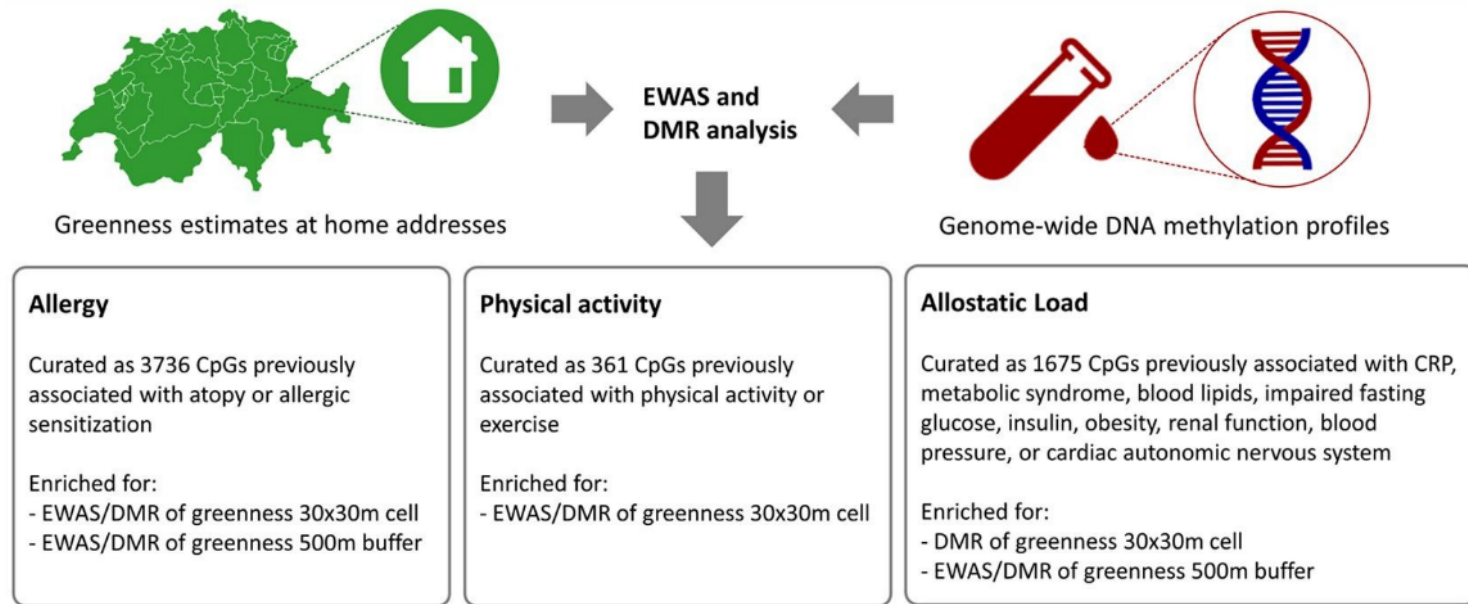 EWAS and
DMR analysis
Greenness estimates at home addresses
Genome-wide DNA methylation profiles
Allergy
Curated as 3736 CpGs previously
associated with atopy or allergic
sensitization
Enriched for:
- EWAS/DMR of greenness 30x30m cell
- EWAS/DMR of greenness 500m buffer
Physical activity
Curated as 361 CpGs previously
associated with physical activity or
exercise
Enriched for:
- EWAS/DMR of greenness 30x30m cell
Allostatic Load
Curated as 1675 CpGs previously associated with CRP,
metabolic syndrome, blood lipids, impaired fasting
glucose, insulin, obesity, renal function, blood
pressure, or cardiac autonomic nervous system
Enriched for:
- DMR of greenness 30x30m cell
- EWAS/DMR of greenness 500m buffer